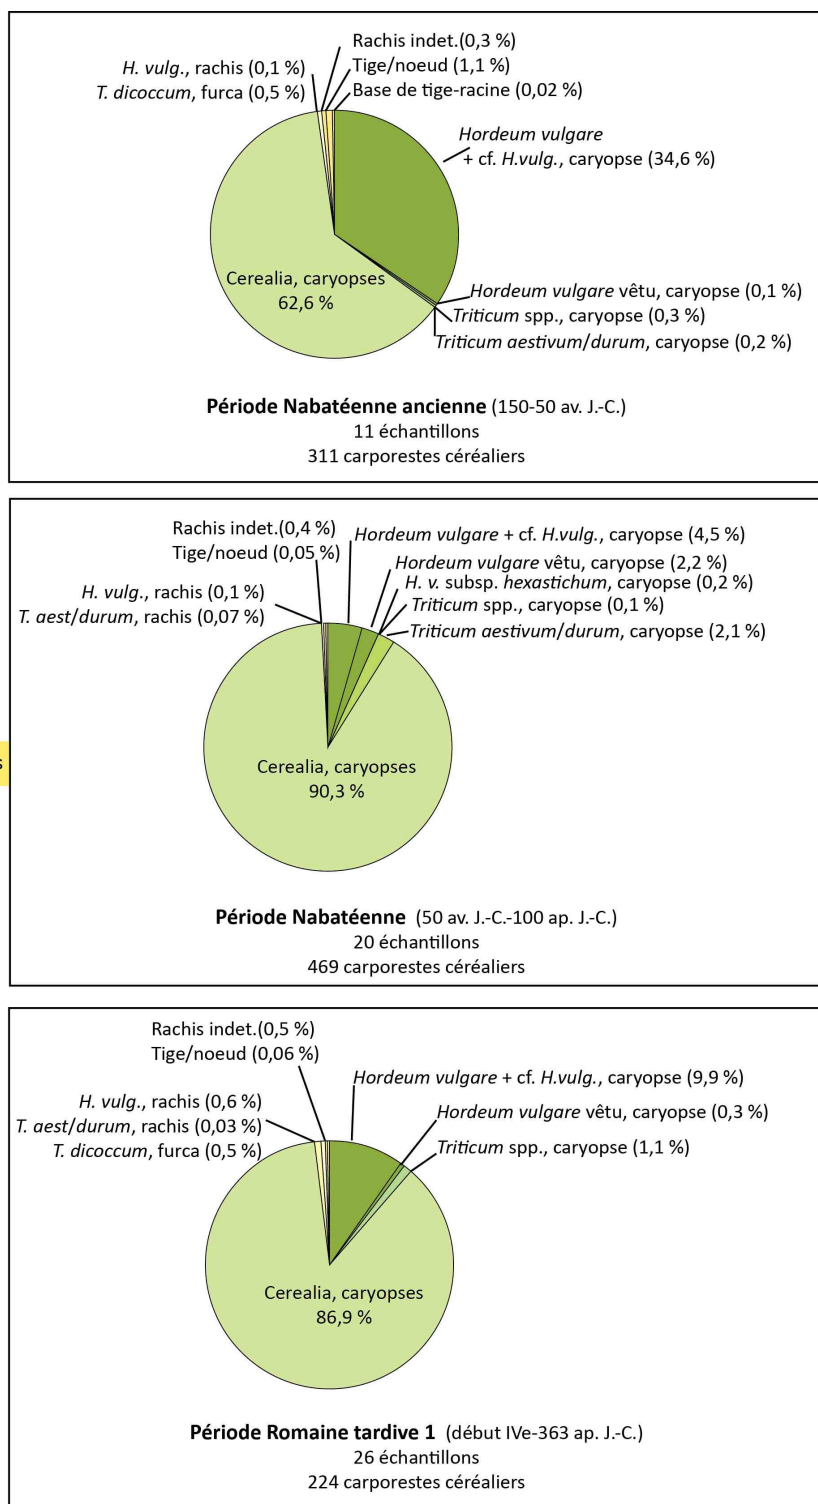 Rachis indet.(0,3 %)
H. vulg., rachis (0,1 %)
Tige/noeud (1,1 %)
T. dicoccum, furca (0,5 %)
Base de tige-racine (0,02 %)
Hordeum vulgare
+ cf. H.vulg., caryopse (34,6 %)
Cerealia, caryopses
62,6 %
Hordeum vulgare vêtu, caryopse (0,1 %)
Triticum spp., caryopse (0,3 %)
Triticum aestivum/durum, caryopse (0,2 %)
Période Nabatéenne ancienne (150-50 av. J.-C.)
11 échantillons
311 carporestes céréaliers
Rachis indet.(0,4 %)
Tige/noeud (0,05 %)
Hordeum vulgare + cf. H.vulg., caryopse (4,5 %)
Hordeum vulgare vêtu, caryopse (2,2 %)
H. v. subsp. hexastichum, caryopse (0,2 %)
H. vulg., rachis (0,1 %)
Triticum spp., caryopse (0,1 %)
T. aest/durum, rachis (0,07 %)
Triticum aestivum/durum, caryopse (2,1 %)
s
Cerealia, caryopses
90,3 %
Période Nabatéenne (50 av. J.-C.-100 ap. J.-C.)
20 échantillons
469 carporestes céréaliers
Rachis indet.(0,5 %)
Tige/noeud (0,06 %)
Hordeum vulgare + cf. H.vulg., caryopse (9,9 %)
H. vulg., rachis (0,6 %)
Hordeum vulgare vêtu, caryopse (0,3 %)
T. aest/durum, rachis (0,03 %)
T. dicoccum, furca (0,5 %)
Triticum spp., caryopse (1,1 %)
Cerealia, caryopses
86,9 %
Période Romaine tardive 1 (début IVe-363 ap. J.-C.)
26 échantillons
224 carporestes céréaliers